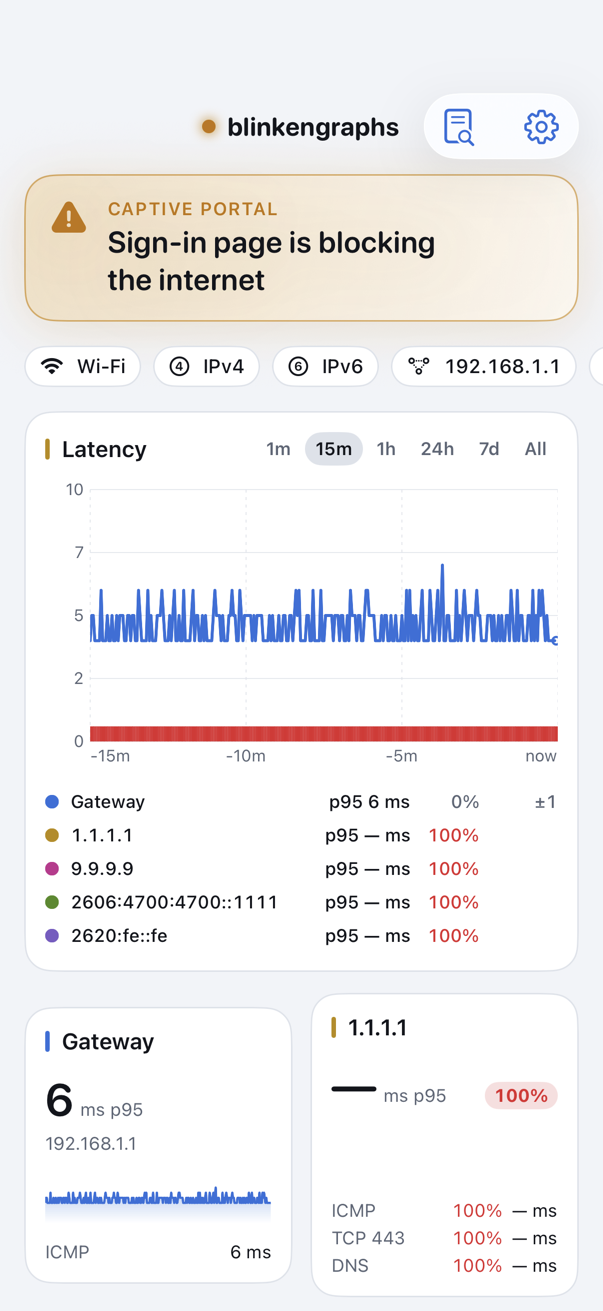 blinkengraphs
CAPTIVE PORTAL
Sign-in page is blocking
the internet
Wi-Fi 4 IPv4 6 IPv6 192.168.1.1
Latency 1m 15m 1h 24h 7d All
10
7
5
2
0
-15m -10m -5m now
Gateway p95 6 ms 0% ±1
1.1.1.1 p95 — ms 100%
9.9.9.9 p95 — ms 100%
2606:4700:4700::1111 p95 — ms 100%
2620:fe::fe p95 — ms 100%
Gateway
6 ms p95
192.168.1.1
ICMP 6 ms
1.1.1.1
— ms p95 100%
ICMP 100% — ms
TCP 443 100% — ms
DNS 100% — ms